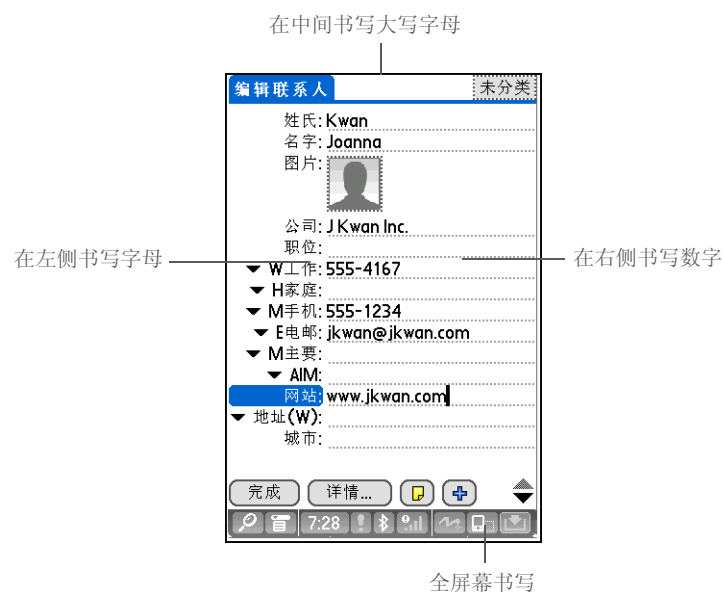 在中间书写大写字母
编辑联系人 未分类
姓氏: Kwan
名字: Joanna
图片:
公司: J Kwan Inc.
职位:
在左侧书写字母
在右侧书写数字
W工作: 555-4167
H家庭:
M手机: 555-1234
E电邮: jkwan@jkwan.com
M主要:
AIM:
网站: www.jkwan.com
地址(W):
城市:
完成 详情...
7:28
全屏幕书写